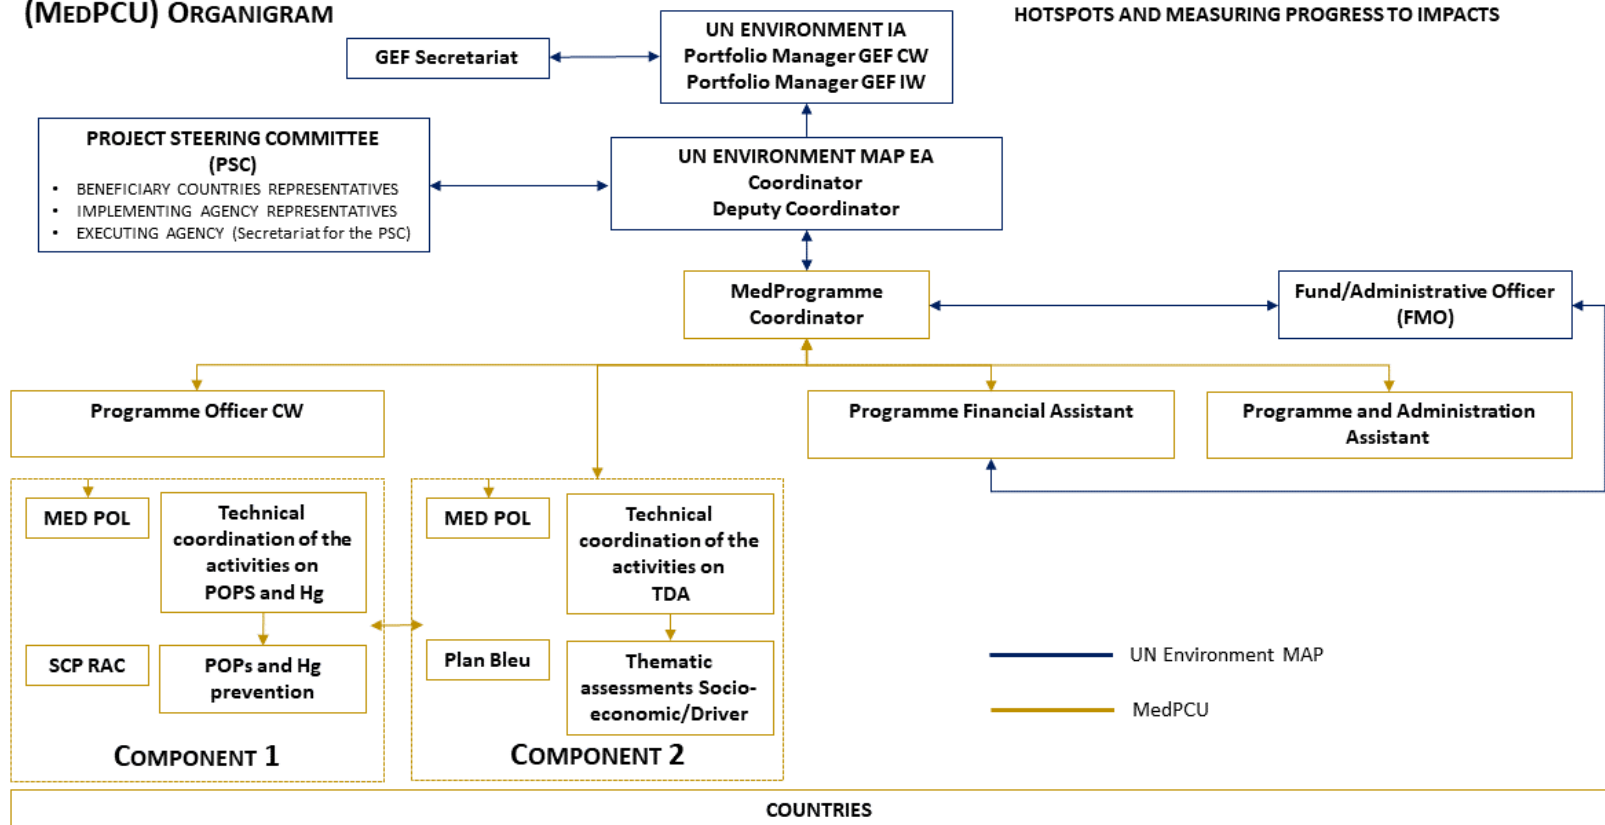 (MEDPCU) ORGANIGRAM
HOTSPOTS AND MEASURING PROGRESS TO IMPACTS
GEF Secretariat
UN ENVIRONMENT IA
Portfolio Manager GEF CW
Portfolio Manager GEF IW
PROJECT STEERING COMMITTEE
(PSC)
• BENEFICIARY COUNTRIES REPRESENTATIVES
• IMPLEMENTING AGENCY REPRESENTATIVES
• EXECUTING AGENCY (Secretariat for the PSC)
UN ENVIRONMENT MAP EA
Coordinator
Deputy Coordinator
MedProgramme
Coordinator
Fund/Administrative Officer
(FMO)
Programme Officer CW
Programme Financial Assistant
Programme and Administration
Assistant
MED POL
Technical
coordination of the
activities on
POPS and Hg
SCP RAC
POPs and Hg
prevention
COMPONENT 1
MED POL
Technical
coordination of the
activities on
TDA
Plan Bleu
Thematic
assessments Socio-
economic/Driver
COMPONENT 2
UN Environment MAP
MedPCU
COUNTRIES